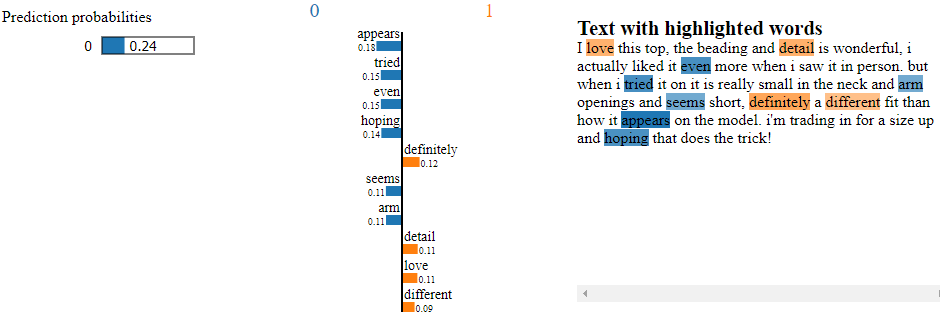 Prediction probabilities
0 0.24
0 1
appears
0.18
tried
0.15
even
0.15
hoping
0.14
definitely
0.12
seems
0.11
arm
0.11
detail
0.11
love
0.11
different
0.09
Text with highlighted words
I love this top, the beading and detail is wonderful, i
actually liked it even more when i saw it in person. but
when i tried it on it is really small in the neck and arm
openings and seems short, definitely a different fit than
how it appears on the model. i'm trading in for a size up
and hoping that does the trick!